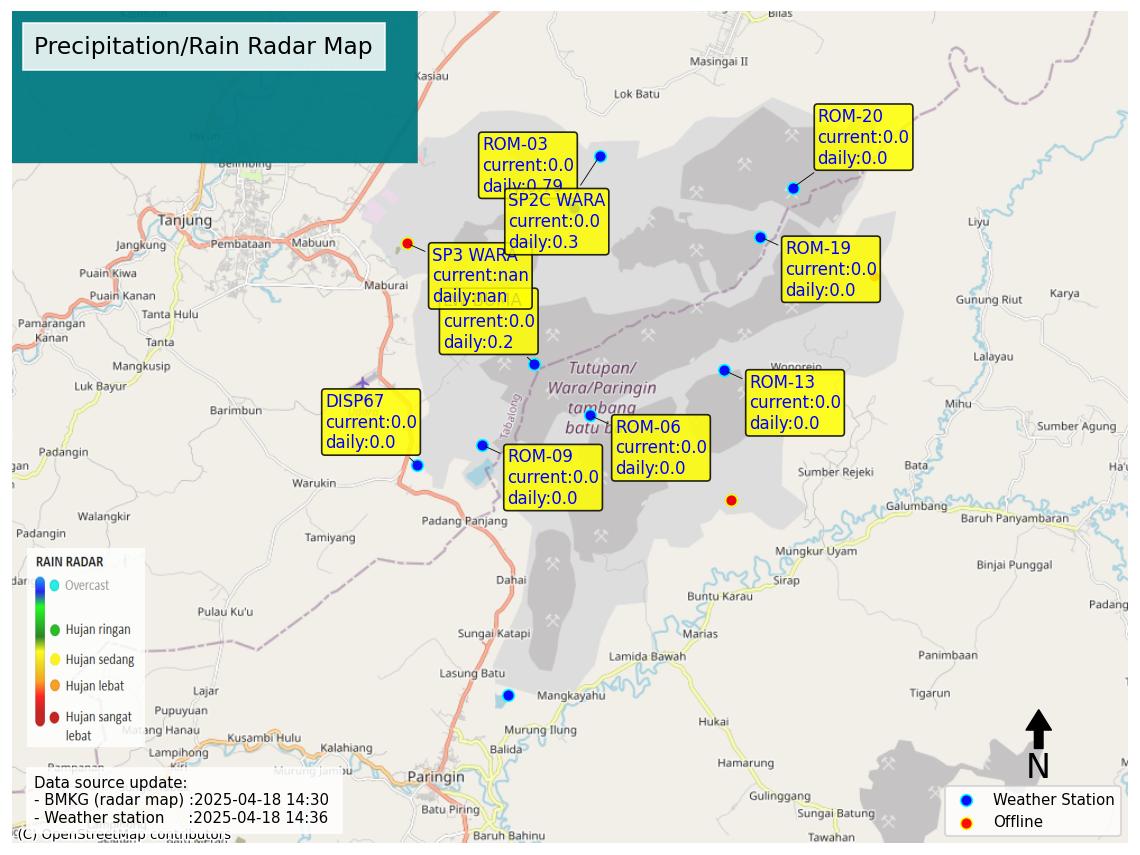 Precipitation/Rain Radar Map
Bilas
Masingai II
Kasiau
Lok Batu
ROM-20
current:0.0
daily:0.0
ROM-03
current:0.0
daily:0.79
SP2C WARA
current:0.0
daily:0.3
Belimbing
Tanjung
Jangkung
Pembataan
Mabuun
Liyu
ROM-19
current:0.0
daily:0.0
SP3 WARA
current:nan
daily:nan
current:0.0
daily:0.2
Puain Kiwa
Puain Kanan
Maburai
Tanta Hulu
Pamarangan
Kanan
Tanta
Mangkusip
Luk Bayur
Gunung Riut
Karya
Lalayau
Tutupan/
Wara/Paringin
tambang
batu b
Wonorejo
ROM-13
current:0.0
daily:0.0
Tabalong
DISP67
current:0.0
daily:0.0
Barimbun
Mihu
ROM-06
current:0.0
daily:0.0
Sumber Agung
ROM-09
current:0.0
daily:0.0
Warukin
Sumber Rejeki
Bata
Galumbang
Baruh Panyambaran
Walangkir
Padangin
Padang Panjang
Tamiyang
Mungkur Uyam
Binjai Punggal
Dahai
Sirap
Buntu Karau
Padang
RAIN RADAR
Overcast
Hujan ringan
Hujan sedang
Hujan lebat
Hujan sangat
lebat
Pulau Ku'u
Sungai Katapi
Marias
Lamida Bawah
Panimbaan
Lasung Batu
Lajar
Mangkayahu
Tigarun
Pupuyuan
Matang Hanau
Murung Ilung
Hukai
Kusambi Hulu
Lampihong
Kalahiang
Balida
Hamarung
Murung Jambu
Paringin
Gulinggang
Batu Piring
Sungai Batung
Baruh Bahinu
Tawahan
N
Data source update:
- BMKG (radar map) :2025-04-18 14:30
- Weather station :2025-04-18 14:36
(C) OpenStreetMap contributors
Weather Station
Offline